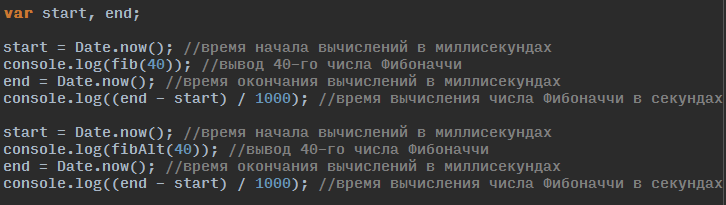 var start, end;
start = Date.now(); //время начала вычислений в миллисекундах
console.log(fib(40)); //вывод 40-го числа Фибоначчи
end = Date.now(); //время окончания вычислений в миллисекундах
console.log((end - start) / 1000); //время вычисления числа Фибоначчи в секундах
start = Date.now(); //время начала вычислений в миллисекундах
console.log(fibAlt(40)); //вывод 40-го числа Фибоначчи
end = Date.now(); //время окончания вычислений в миллисекундах
console.log((end - start) / 1000); //время вычисления числа Фибоначчи в секундах